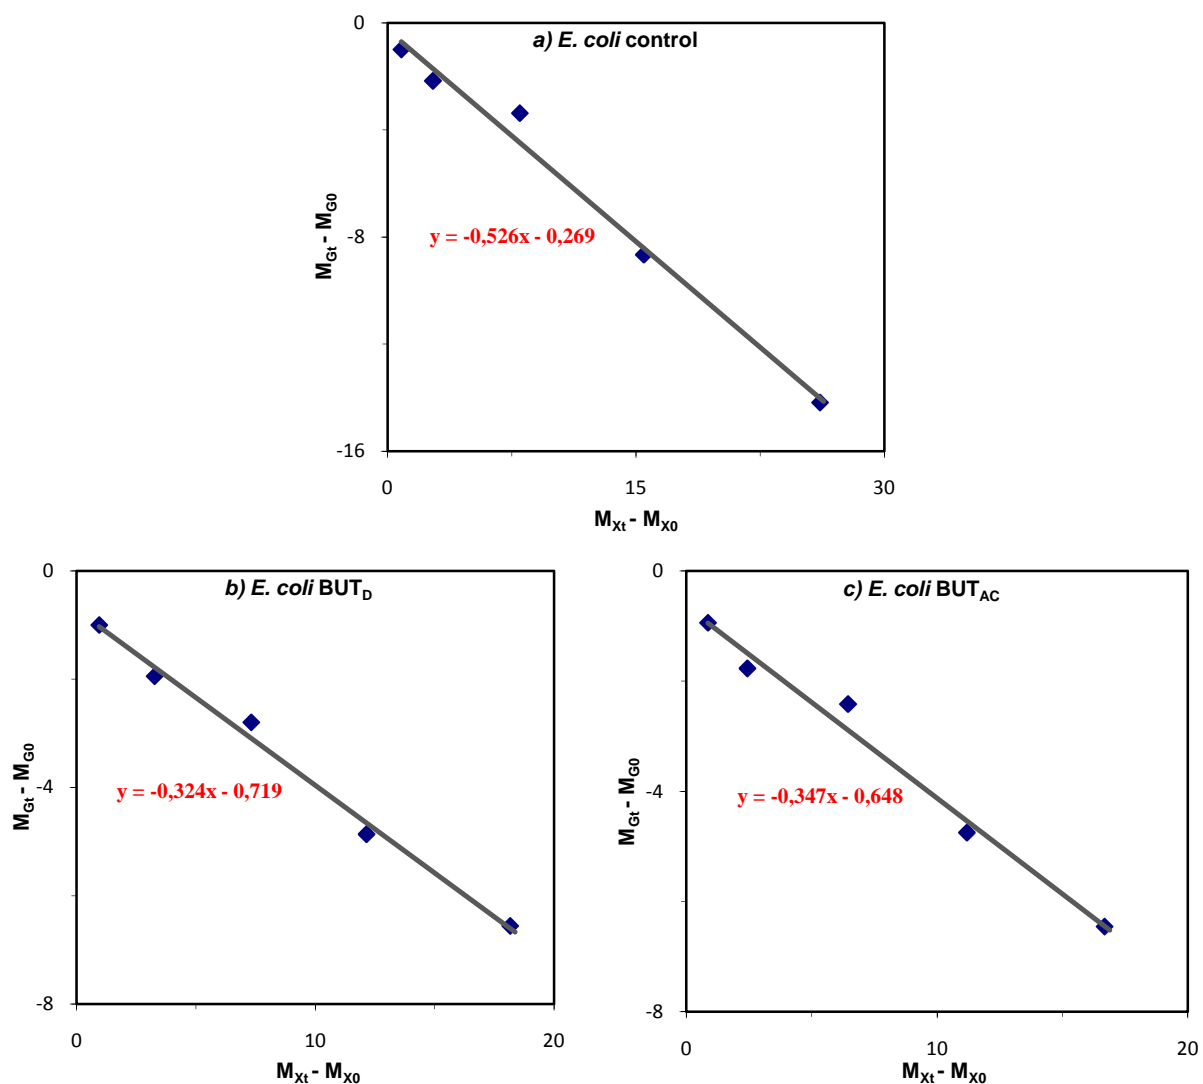 a) E. coli control
0
-8
-16
M_Gt - M_G0
y = -0,526x - 0,269
0 15 30
M_Xt - M_X0
b) E. coli BUT_D
0
-4
-8
M_Gt - M_G0
y = -0,324x - 0,719
0 10 20
M_Xt - M_X0
c) E. coli BUT_AC
0
-4
-8
M_Gt - M_G0
y = -0,347x - 0,648
0 10 20
M_Xt - M_X0